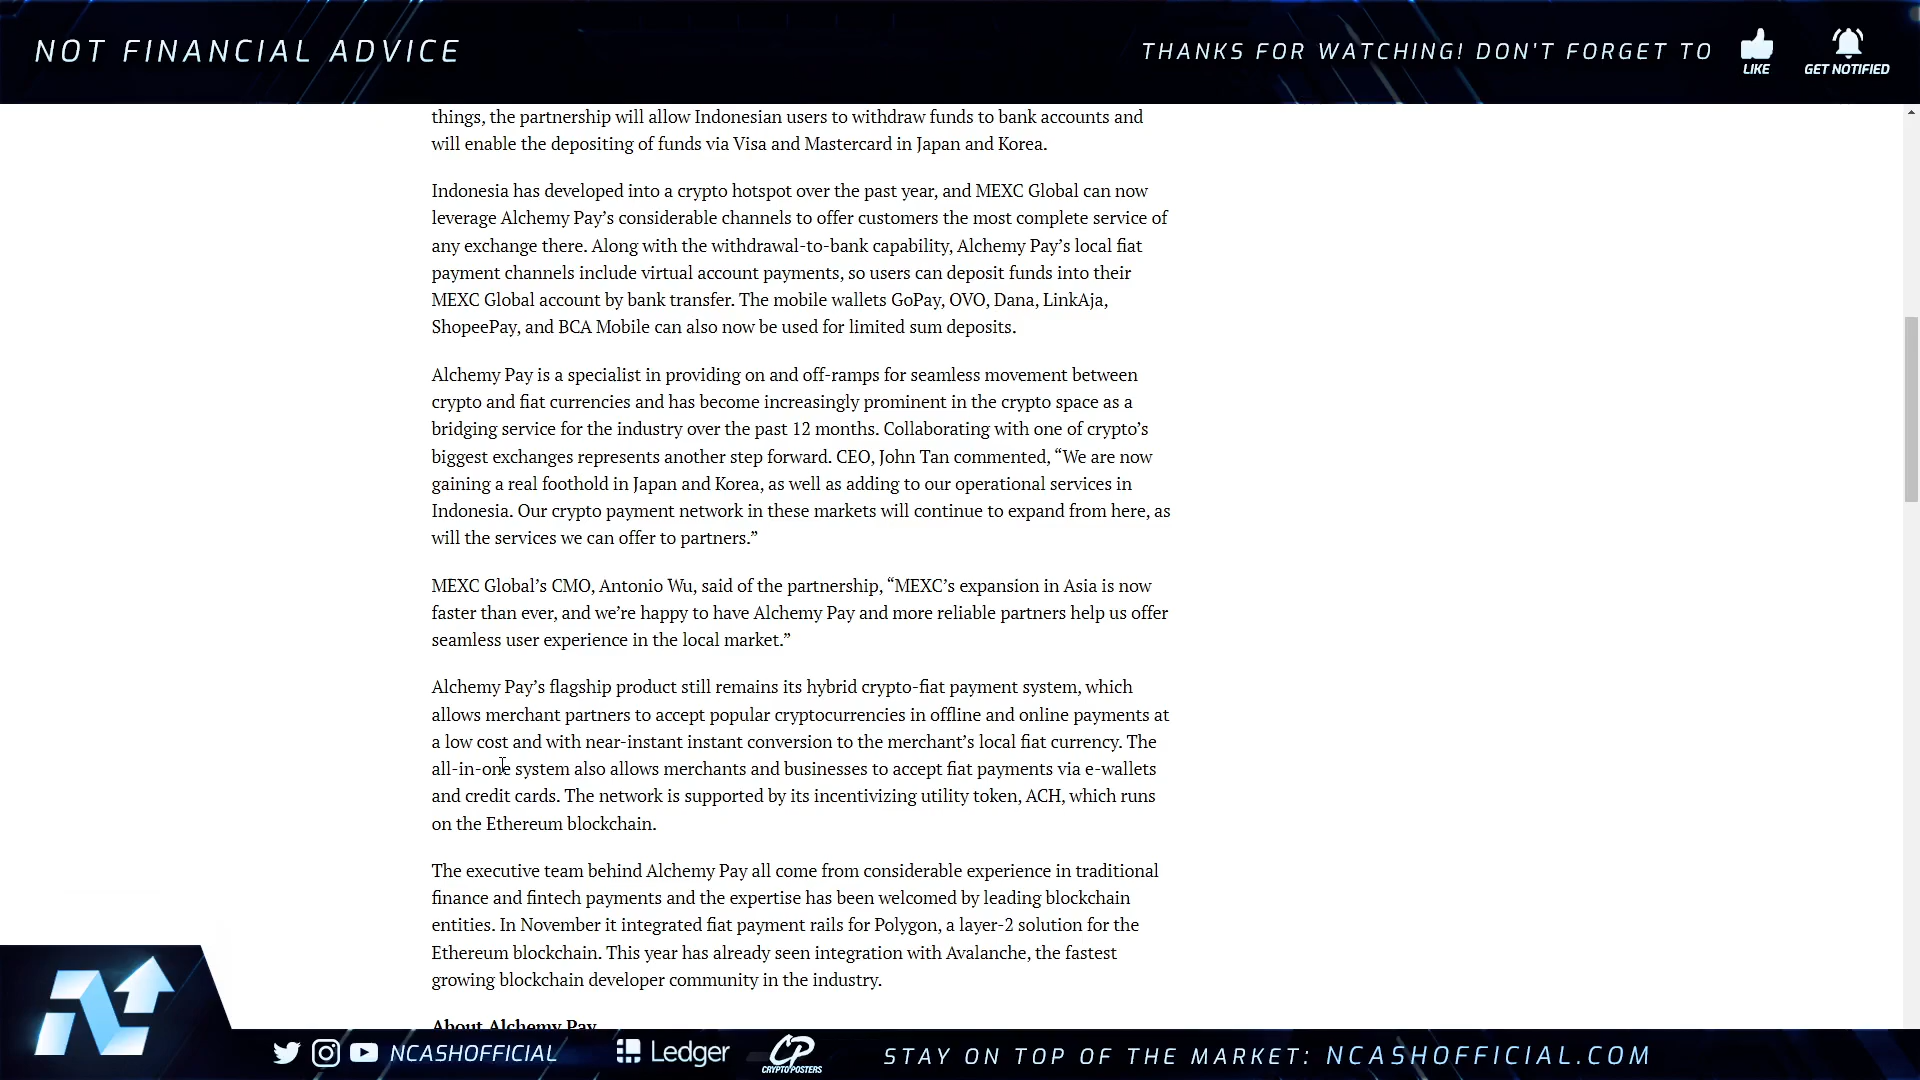 NOT FINANCIAL ADVICE
THANKS FOR WATCHING! DON'T FORGET TO
LIKE
GET NOTIFIED
things, the partnership will allow Indonesian users to withdraw funds to bank accounts and
will enable the depositing of funds via Visa and Mastercard in Japan and Korea.
Indonesia has developed into a crypto hotspot over the past year, and MEXC Global can now
leverage Alchemy Pay’s considerable channels to offer customers the most complete service of
any exchange there. Along with the withdrawal-to-bank capability, Alchemy Pay’s local fiat
payment channels include virtual account payments, so users can deposit funds into their
MEXC Global account by bank transfer. The mobile wallets GoPay, OVO, Dana, LinkAja,
ShopeePay, and BCA Mobile can also now be used for limited sum deposits.
Alchemy Pay is a specialist in providing on and off-ramps for seamless movement between
crypto and fiat currencies and has become increasingly prominent in the crypto space as a
bridging service for the industry over the past 12 months. Collaborating with one of crypto’s
biggest exchanges represents another step forward. CEO, John Tan commented, “We are now
gaining a real foothold in Japan and Korea, as well as adding to our operational services in
Indonesia. Our crypto payment network in these markets will continue to expand from here, as
will the services we can offer to partners.”
MEXC Global’s CMO, Antonio Wu, said of the partnership, “MEXC’s expansion in Asia is now
faster than ever, and we’re happy to have Alchemy Pay and more reliable partners help us offer
seamless user experience in the local market.”
Alchemy Pay’s flagship product still remains its hybrid crypto-fiat payment system, which
allows merchant partners to accept popular cryptocurrencies in offline and online payments at
a low cost and with near-instant instant conversion to the merchant’s local fiat currency. The
all-in-one system also allows merchants and businesses to accept fiat payments via e-wallets
and credit cards. The network is supported by its incentivizing utility token, ACH, which runs
on the Ethereum blockchain.
The executive team behind Alchemy Pay all come from considerable experience in traditional
finance and fintech payments and the expertise has been welcomed by leading blockchain
entities. In November it integrated fiat payment rails for Polygon, a layer-2 solution for the
Ethereum blockchain. This year has already seen integration with Avalanche, the fastest
growing blockchain developer community in the industry.
About Alchemy Pay
NCASHOFFICIAL
Ledger
CP
CRYPTOPOSTERS
STAY ON TOP OF THE MARKET: NCASHOFFICIAL.COM